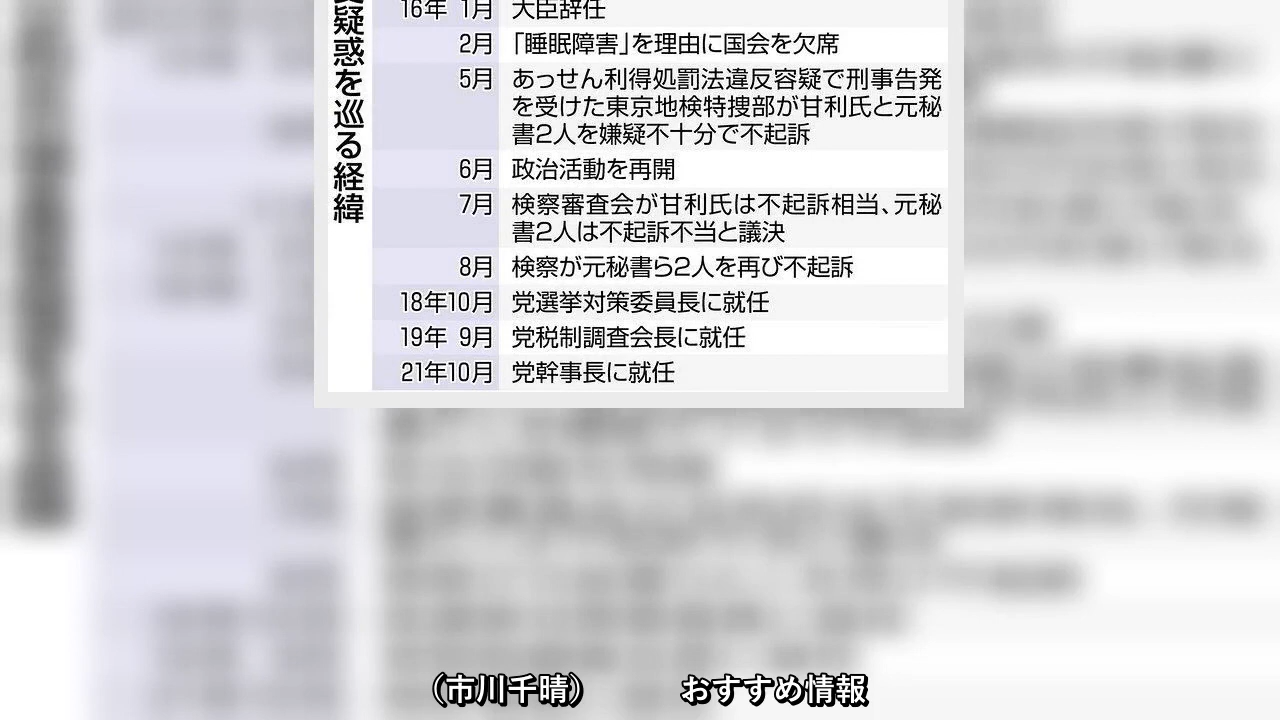 疑惑を巡る経緯
16年 1月 大臣辞任
2月 「睡眠障害」を理由に国会を欠席
5月 あっせん利得処罰法違反容疑で刑事告発
を受けた東京地検特捜部が甘利氏と元秘
書2人を嫌疑不十分で不起訴
6月 政治活動を再開
7月 検察審査会が甘利氏は不起訴相当、元秘
書2人は不起訴不当と議決
8月 検察が元秘書ら2人を再び不起訴
18年10月 党選挙対策委員長に就任
19年 9月 党税制調査会長に就任
21年10月 党幹事長に就任
（市川千晴） おすすめ情報